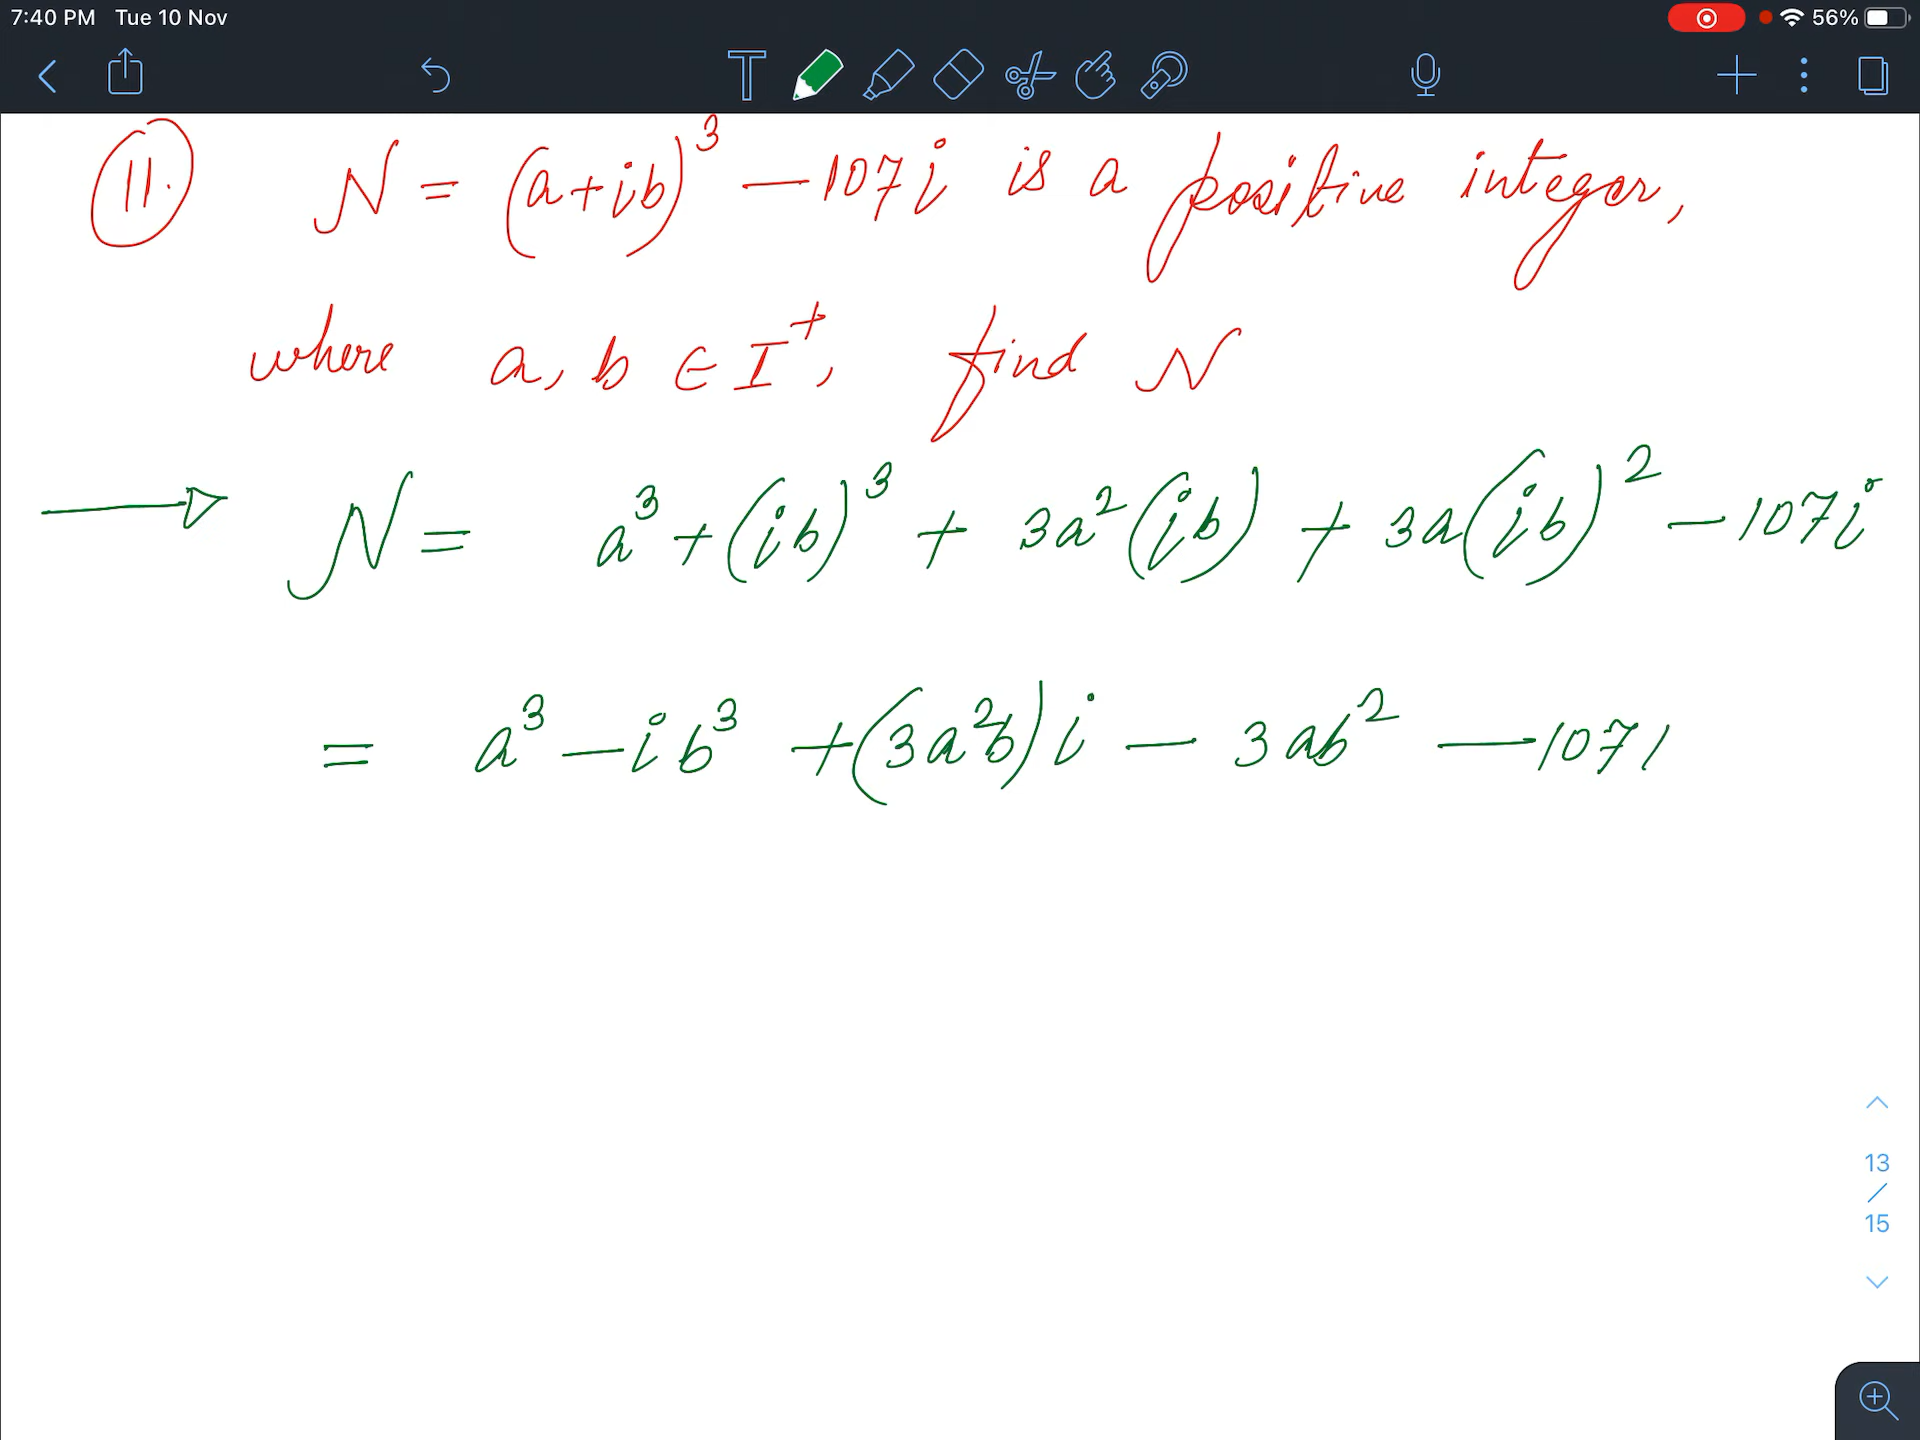 7:40 PM Tue 10 Nov 56%
T
11. N = (a+ib)³ — 107i is a positive integer,
where a, b ∈ I⁺, find N
N = a³ + (ib)³ + 3a²(ib) + 3a(ib)² — 107i
= a³ — ib³ + (3a²b)i — 3ab² — 107i
13
/
15